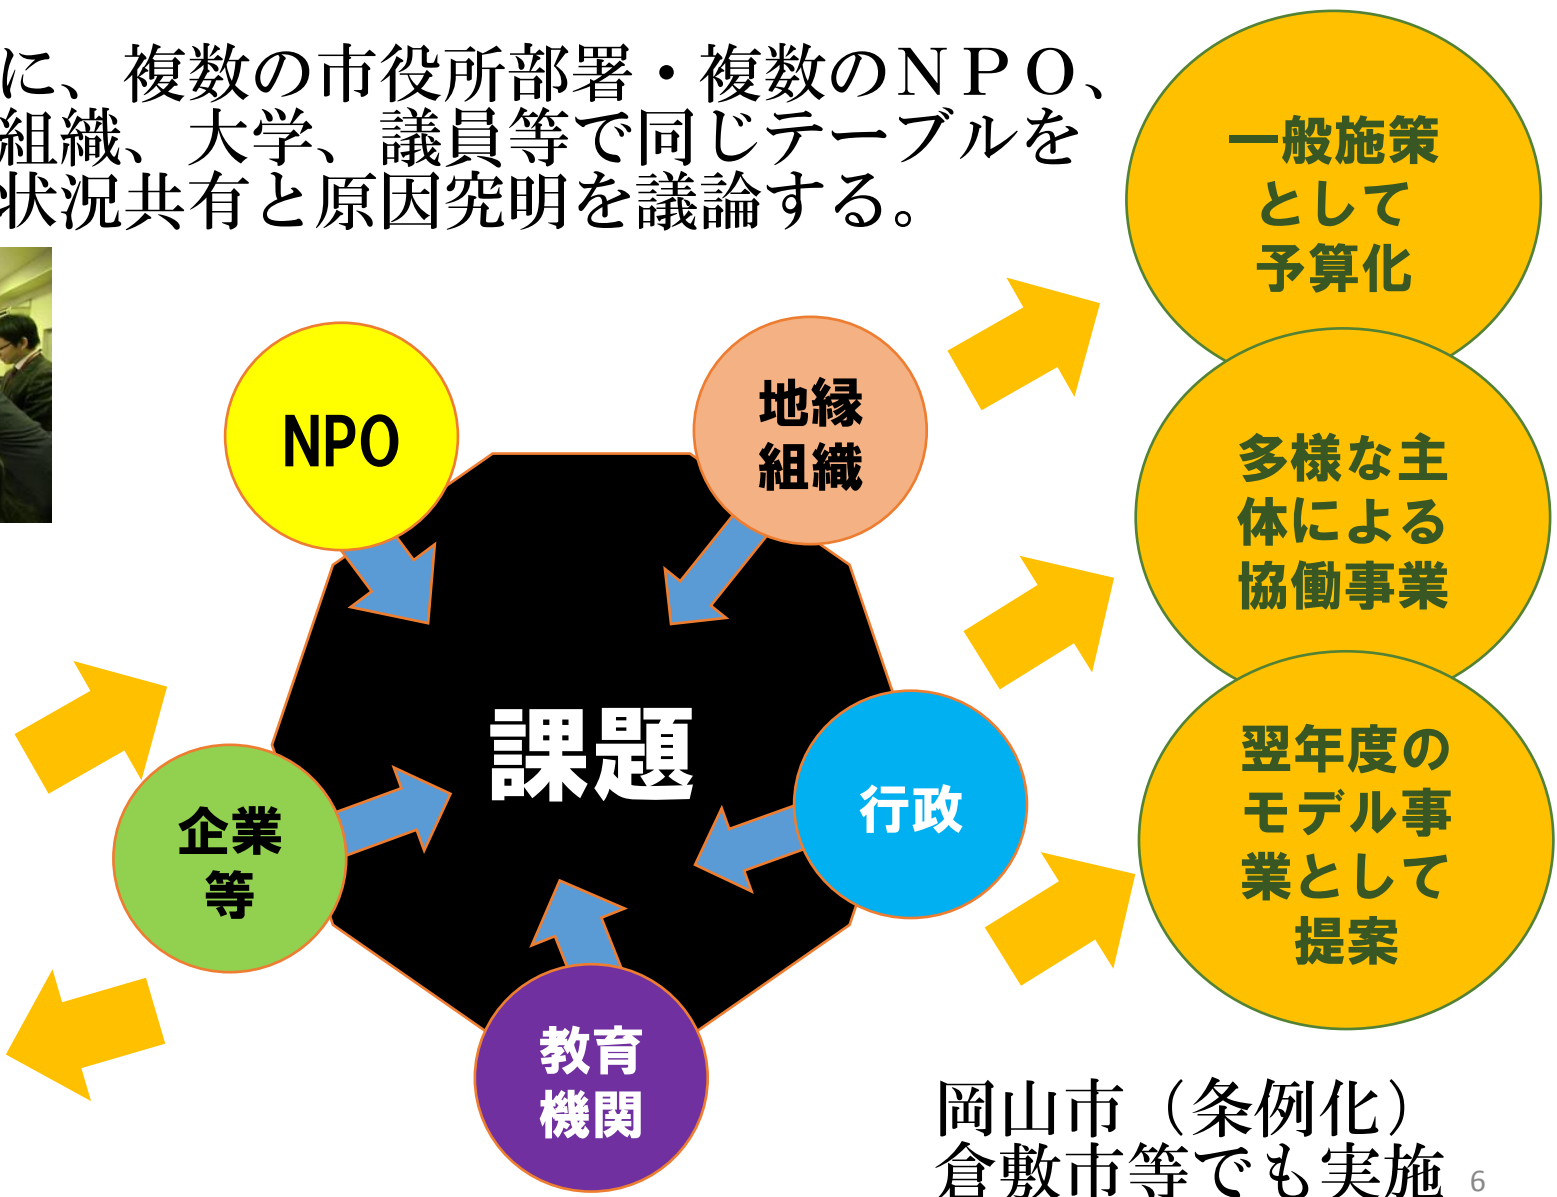 に、複数の市役所部署・複数のＮＰＯ、
組織、大学、議員等で同じテーブルを
状況共有と原因究明を議論する。
一般施策
として
予算化
NPO
地縁
組織
多様な主
体による
協働事業
課題
企業
等
行政
翌年度の
モデル事
業として
提案
教育
機関
岡山市（条例化）
倉敷市等でも実施
6